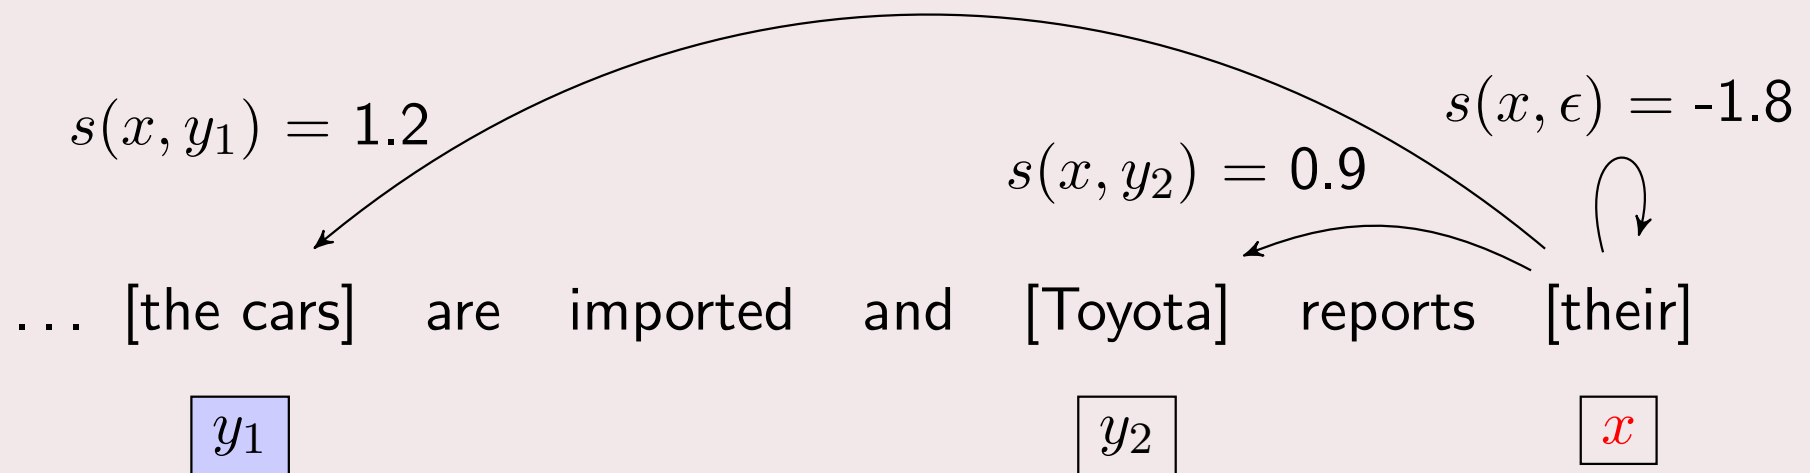 s(x, ϵ) = -1.8
s(x, y₁) = 1.2
s(x, y₂) = 0.9
... [the cars] are imported and [Toyota] reports [their]
y₁ y₂ x